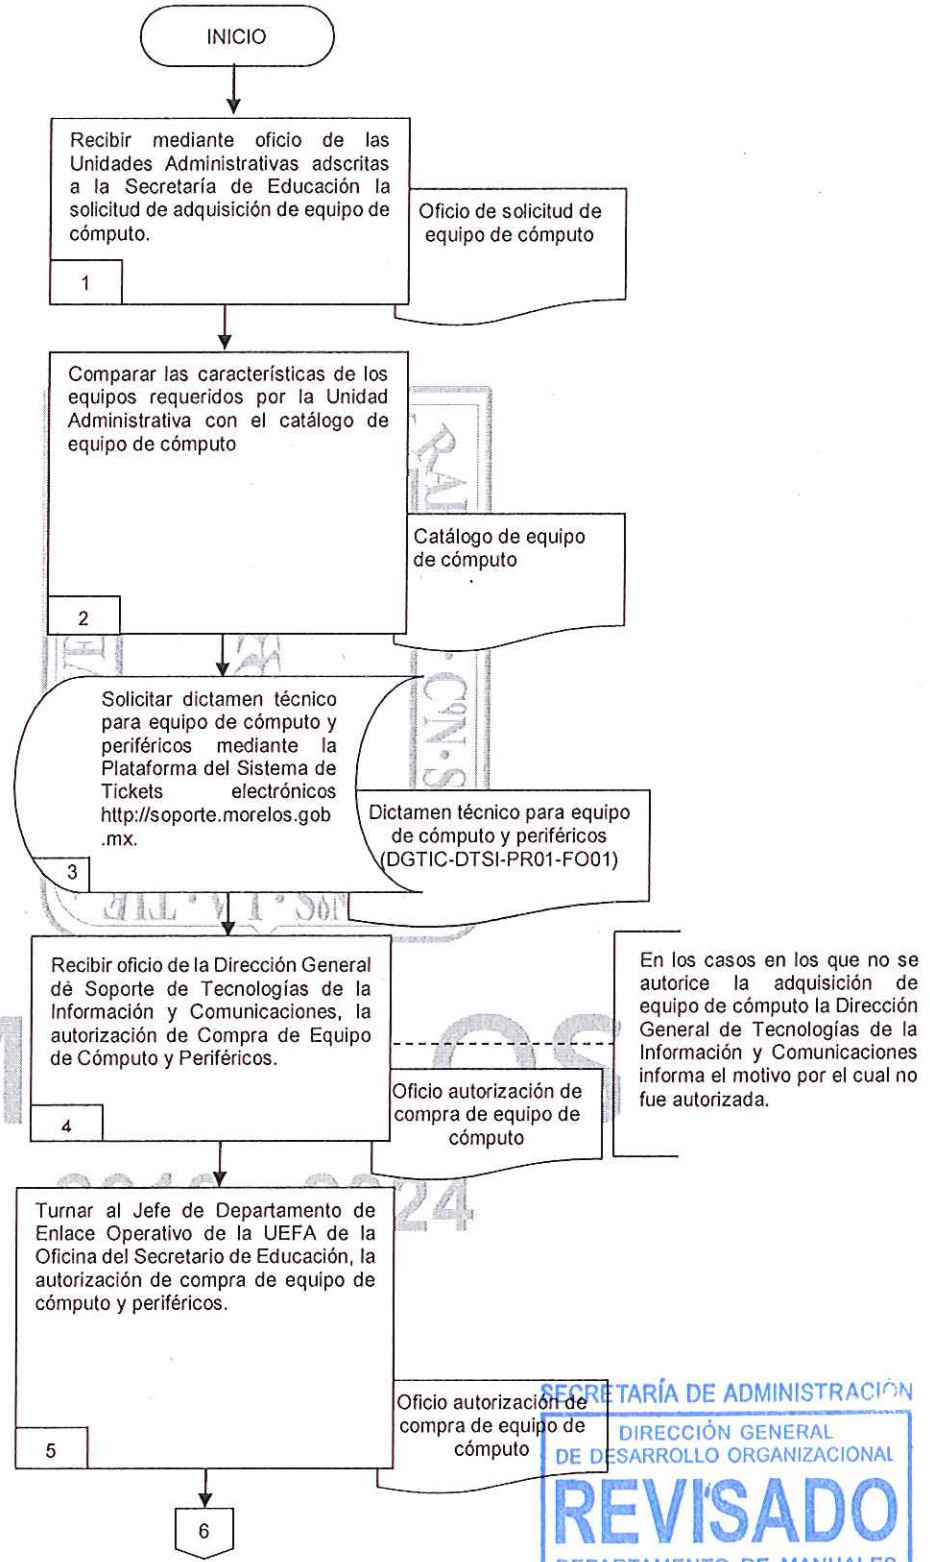 INICIO
Recibir mediante oficio de las
Unidades Administrativas adscritas
a la Secretaría de Educación la
solicitud de adquisición de equipo de
cómputo.
1
Oficio de solicitud de
equipo de cómputo
Comparar las características de los
equipos requeridos por la Unidad
Administrativa con el catálogo de
equipo de cómputo
2
Catálogo de equipo
de cómputo
Solicitar dictamen técnico
para equipo de cómputo y
periféricos mediante la
Plataforma del Sistema de
Tickets electrónicos
http://soporte.morelos.gob
.mx.
3
Dictamen técnico para equipo
de cómputo y periféricos
(DGTIC-DTSI-PR01-FO01)
Recibir oficio de la Dirección General
de Soporte de Tecnologías de la
Información y Comunicaciones, la
autorización de Compra de Equipo
de Cómputo y Periféricos.
4
Oficio autorización de
compra de equipo de
cómputo
En los casos en los que no se
autorice la adquisición de
equipo de cómputo la Dirección
General de Tecnologías de la
Información y Comunicaciones
informa el motivo por el cual no
fue autorizada.
Turnar al Jefe de Departamento de
Enlace Operativo de la UEFA de la
Oficina del Secretario de Educación, la
autorización de compra de equipo de
cómputo y periféricos.
5
Oficio autorización de
compra de equipo de
cómputo
6
SECRETARÍA DE ADMINISTRACIÓN
DIRECCIÓN GENERAL
DE DESARROLLO ORGANIZACIONAL
REVISADO
DEPARTAMENTO DE MANUALES